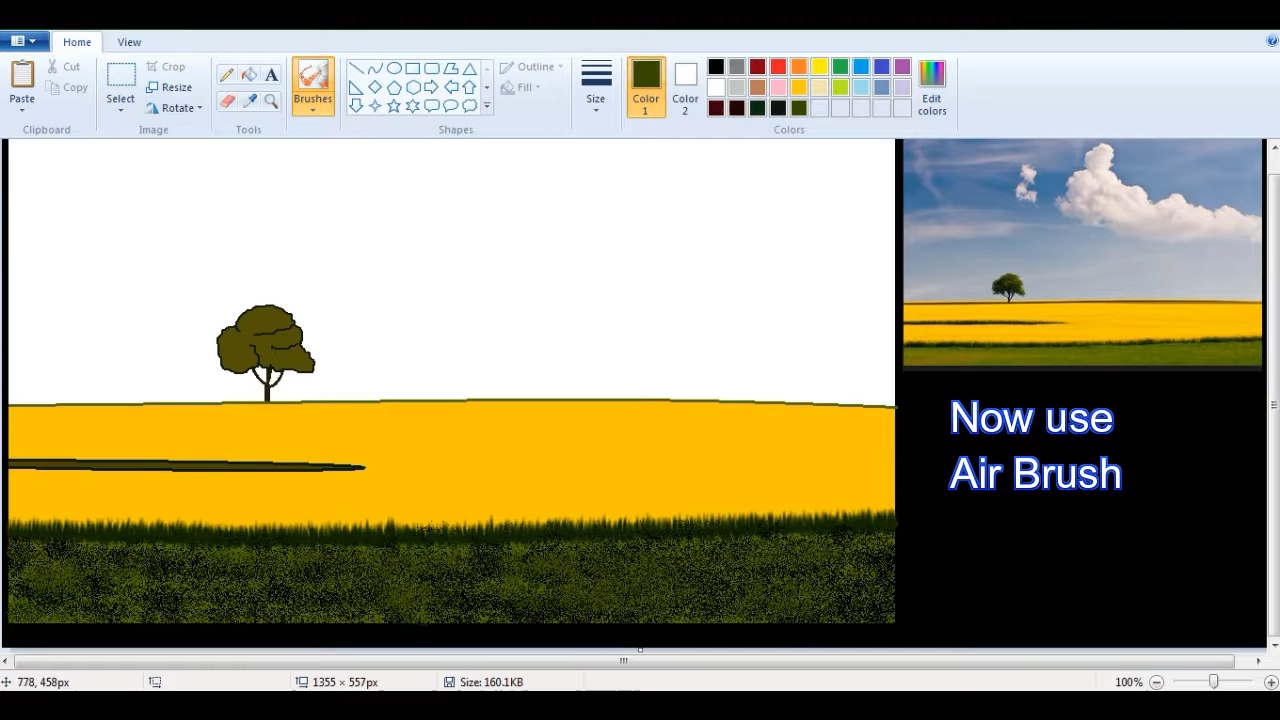 Home View
Paste
Cut
Copy
Clipboard
Select
Crop
Resize
Rotate
Image
A
Tools
Brushes
Outline
Fill
Shapes
Size
Color
1
Color
2
Edit
colors
Colors
Now use
Air Brush
778, 458px
1355 × 557px
Size: 160.1KB
100%